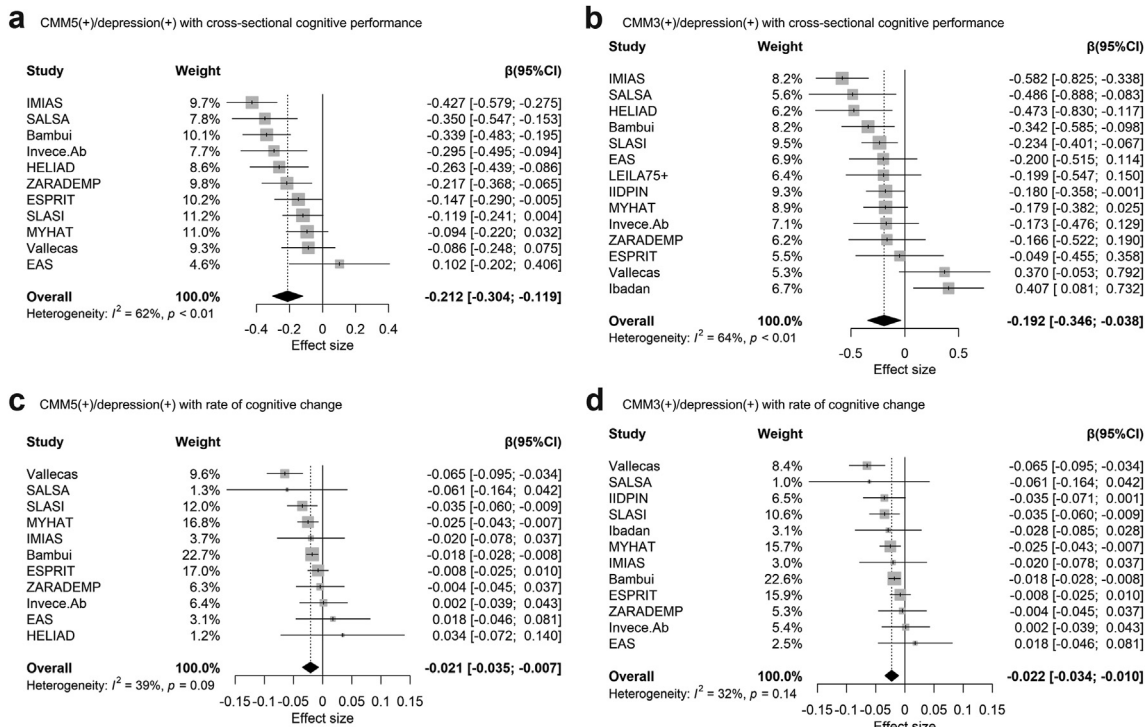 a CMM5(+)/depression(+) with cross-sectional cognitive performance
Study Weight β(95%CI)
IMIAS 9.7% -0.427 [-0.579; -0.275]
SALSA 7.8% -0.350 [-0.547; -0.153]
Bambui 10.1% -0.339 [-0.483; -0.195]
Invece.Ab 7.7% -0.295 [-0.495; -0.094]
HELIAD 8.6% -0.263 [-0.439; -0.086]
ZARADEMP 9.8% -0.217 [-0.368; -0.065]
ESPRIT 10.2% -0.147 [-0.290; -0.005]
SLASI 11.2% -0.119 [-0.241; 0.004]
MYHAT 11.0% -0.094 [-0.220; 0.032]
Vallecas 9.3% -0.086 [-0.248; 0.075]
EAS 4.6% 0.102 [-0.202; 0.406]
Overall 100.0% -0.212 [-0.304; -0.119]
Heterogeneity: I² = 62%, p < 0.01
-0.4 -0.2 0 0.2 0.4
Effect size
b CMM3(+)/depression(+) with cross-sectional cognitive performance
Study Weight β(95%CI)
IMIAS 8.2% -0.582 [-0.825; -0.338]
SALSA 5.6% -0.486 [-0.888; -0.083]
HELIAD 6.2% -0.473 [-0.830; -0.117]
Bambui 8.2% -0.342 [-0.585; -0.098]
SLASI 9.5% -0.234 [-0.401; -0.067]
EAS 6.9% -0.200 [-0.515; 0.114]
LEILA75+ 6.4% -0.199 [-0.547; 0.150]
IIDPIN 9.3% -0.180 [-0.358; -0.001]
MYHAT 8.9% -0.179 [-0.382; 0.025]
Invece.Ab 7.1% -0.173 [-0.476; 0.129]
ZARADEMP 6.2% -0.166 [-0.522; 0.190]
ESPRIT 5.5% -0.049 [-0.455; 0.358]
Vallecas 5.3% 0.370 [-0.053; 0.792]
Ibadan 6.7% 0.407 [ 0.081; 0.732]
Overall 100.0% -0.192 [-0.346; -0.038]
Heterogeneity: I² = 64%, p < 0.01
-0.5 0 0.5
Effect size
c CMM5(+)/depression(+) with rate of cognitive change
Study Weight β(95%CI)
Vallecas 9.6% -0.065 [-0.095; -0.034]
SALSA 1.3% -0.061 [-0.164; 0.042]
SLASI 12.0% -0.035 [-0.060; -0.009]
MYHAT 16.8% -0.025 [-0.043; -0.007]
IMIAS 3.7% -0.020 [-0.078; 0.037]
Bambui 22.7% -0.018 [-0.028; -0.008]
ESPRIT 17.0% -0.008 [-0.025; 0.010]
ZARADEMP 6.3% -0.004 [-0.045; 0.037]
Invece.Ab 6.4% 0.002 [-0.039; 0.043]
EAS 3.1% 0.018 [-0.046; 0.081]
HELIAD 1.2% 0.034 [-0.072; 0.140]
Overall 100.0% -0.021 [-0.035; -0.007]
Heterogeneity: I² = 39%, p = 0.09
-0.15 -0.1 -0.05 0 0.05 0.1 0.15
Effect size
d CMM3(+)/depression(+) with rate of cognitive change
Study Weight β(95%CI)
Vallecas 8.4% -0.065 [-0.095; -0.034]
SALSA 1.0% -0.061 [-0.164; 0.042]
IIDPIN 6.5% -0.035 [-0.071; 0.001]
SLASI 10.6% -0.035 [-0.060; -0.009]
Ibadan 3.1% -0.028 [-0.085; 0.028]
MYHAT 15.7% -0.025 [-0.043; -0.007]
IMIAS 3.0% -0.020 [-0.078; 0.037]
Bambui 22.6% -0.018 [-0.028; -0.008]
ESPRIT 15.9% -0.008 [-0.025; 0.010]
ZARADEMP 5.3% -0.004 [-0.045; 0.037]
Invece.Ab 5.4% 0.002 [-0.039; 0.043]
EAS 2.5% 0.018 [-0.046; 0.081]
Overall 100.0% -0.022 [-0.034; -0.010]
Heterogeneity: I² = 32%, p = 0.14
-0.15 -0.1 -0.05 0 0.05 0.1 0.15
Effect size